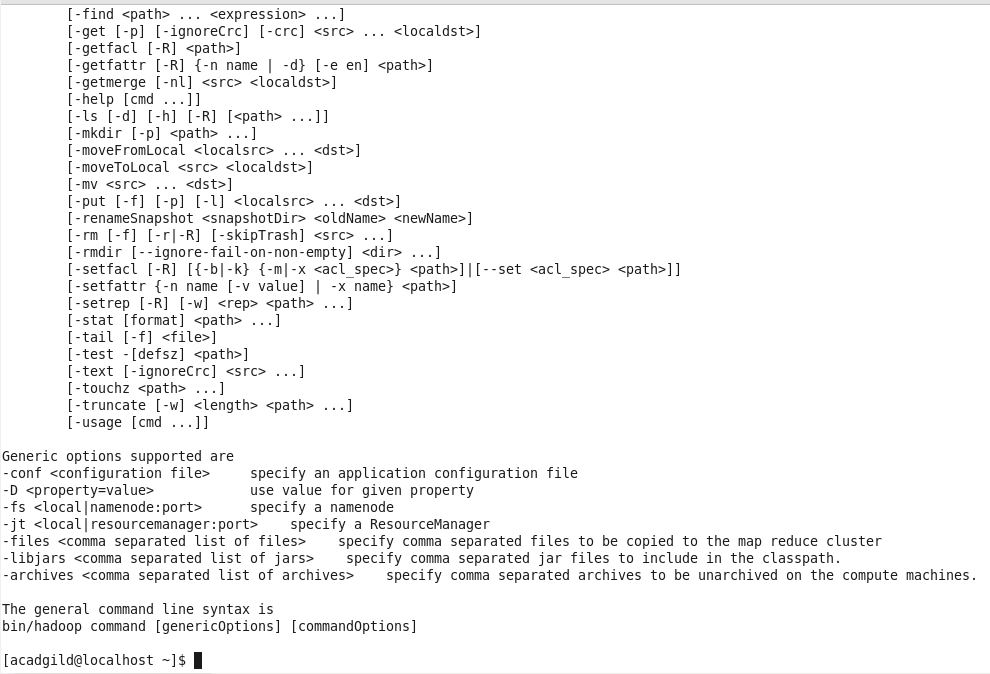 [-find <path> ... <expression> ...]
[-get [-p] [-ignoreCrc] [-crc] <src> ... <localdst>]
[-getfacl [-R] <path>]
[-getfattr [-R] {-n name | -d} [-e en] <path>]
[-getmerge [-nl] <src> <localdst>]
[-help [cmd ...]]
[-ls [-d] [-h] [-R] [<path> ...]]
[-mkdir [-p] <path> ...]
[-moveFromLocal <localsrc> ... <dst>]
[-moveToLocal <src> <localdst>]
[-mv <src> ... <dst>]
[-put [-f] [-p] [-l] <localsrc> ... <dst>]
[-renameSnapshot <snapshotDir> <oldName> <newName>]
[-rm [-f] [-r|-R] [-skipTrash] <src> ...]
[-rmdir [--ignore-fail-on-non-empty] <dir> ...]
[-setfacl [-R] [{-b|-k} {-m|-x <acl_spec>} <path>]|[--set <acl_spec> <path>]]
[-setfattr {-n name [-v value] | -x name} <path>]
[-setrep [-R] [-w] <rep> <path> ...]
[-stat [format] <path> ...]
[-tail [-f] <file>]
[-test -[defsz] <path>]
[-text [-ignoreCrc] <src> ...]
[-touchz <path> ...]
[-truncate [-w] <length> <path> ...]
[-usage [cmd ...]]
Generic options supported are
-conf <configuration file>     specify an application configuration file
-D <property=value>            use value for given property
-fs <local|namenode:port>      specify a namenode
-jt <local|resourcemanager:port>    specify a ResourceManager
-files <comma separated list of files>    specify comma separated files to be copied to the map reduce cluster
-libjars <comma separated list of jars>    specify comma separated jar files to include in the classpath.
-archives <comma separated list of archives>    specify comma separated archives to be unarchived on the compute machines.
The general command line syntax is
bin/hadoop command [genericOptions] [commandOptions]
[acadgild@localhost ~]$